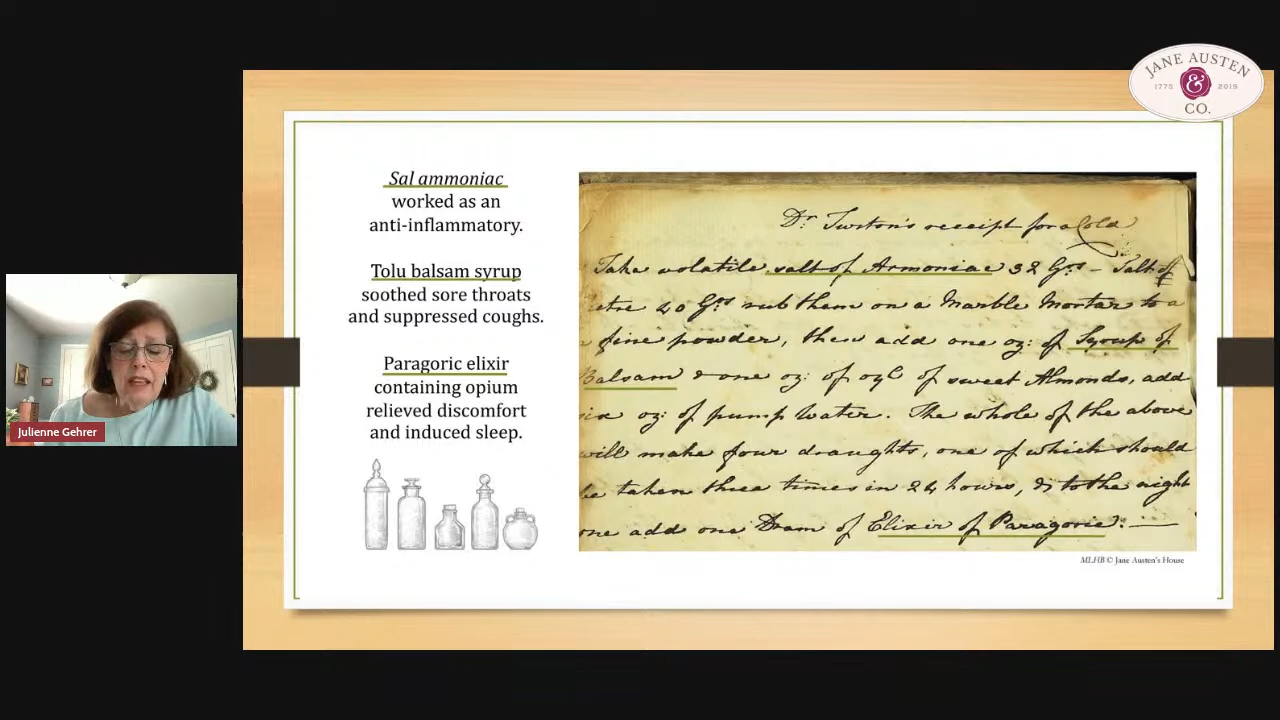 JANE AUSTEN
1775 & 2019
CO.
Sal ammoniac
worked as an
anti-inflammatory.
Tolu balsam syrup
soothed sore throats
and suppressed coughs.
Paragoric elixir
containing opium
relieved discomfort
and induced sleep.
Julienne Gehrer
Dr Turton's receipt for a Cold
Take volatile salt of Armoniac 32 Grs - Salt of
etre 40 Grs rub them on a Marble Mortar to a
fine powder, then add one oz: of Syrup of
Balsam & one oz: of oyl of sweet Almonds, add
six oz: of pump Water. The whole of the above
will make four draughts, one of which should
be taken three times in 24 hours, & to the night
one add one Dram of Elixir of Paragoric.
MLHB © Jane Austen's House